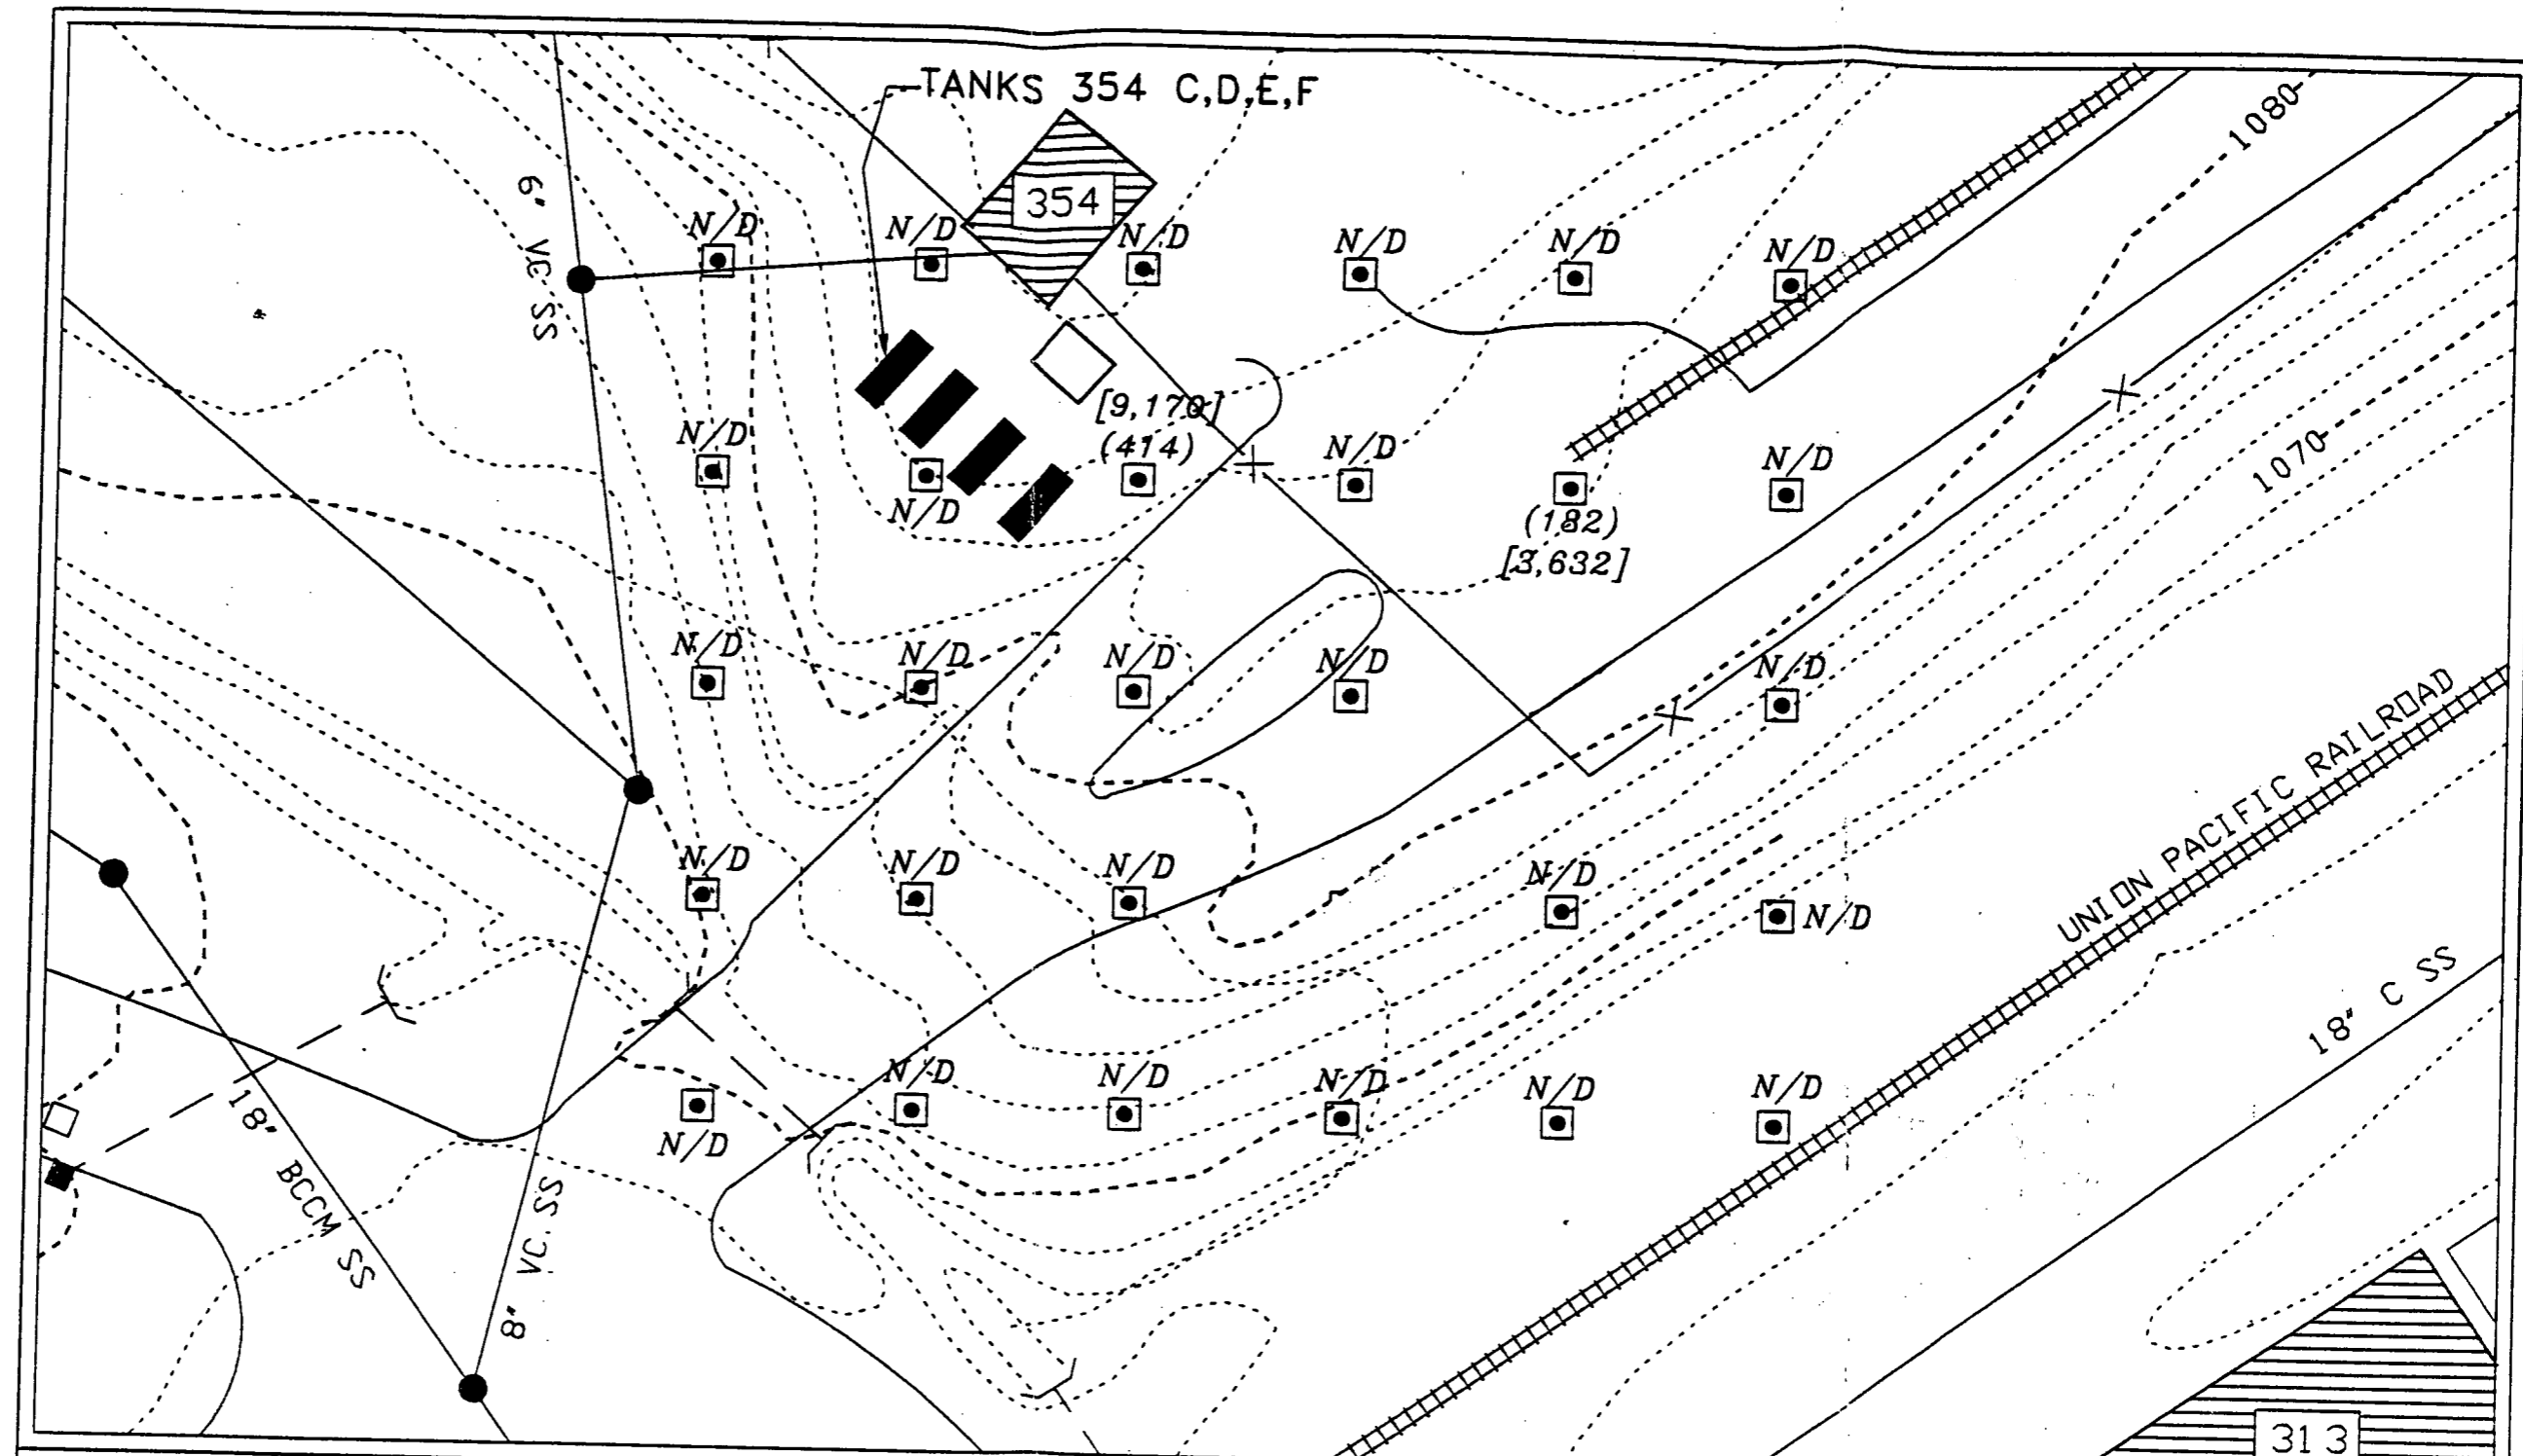 TANKS 354 C,D,E,F
1080
354
6" VC SS
N/D
N/D
N/D
N/D
N/D
N/D
[9,170]
(414)
N/D
N/D
N/D
N/D
1070
(182)
[3,632]
N/D
N/D
N/D
N/D
N/D
UNION PACIFIC RAILROAD
N/D
N/D
N/D
N/D
N/D
18" C SS
N/D
N/D
N/D
N/D
N/D
N/D
18" BCCM SS
8" VC SS
313